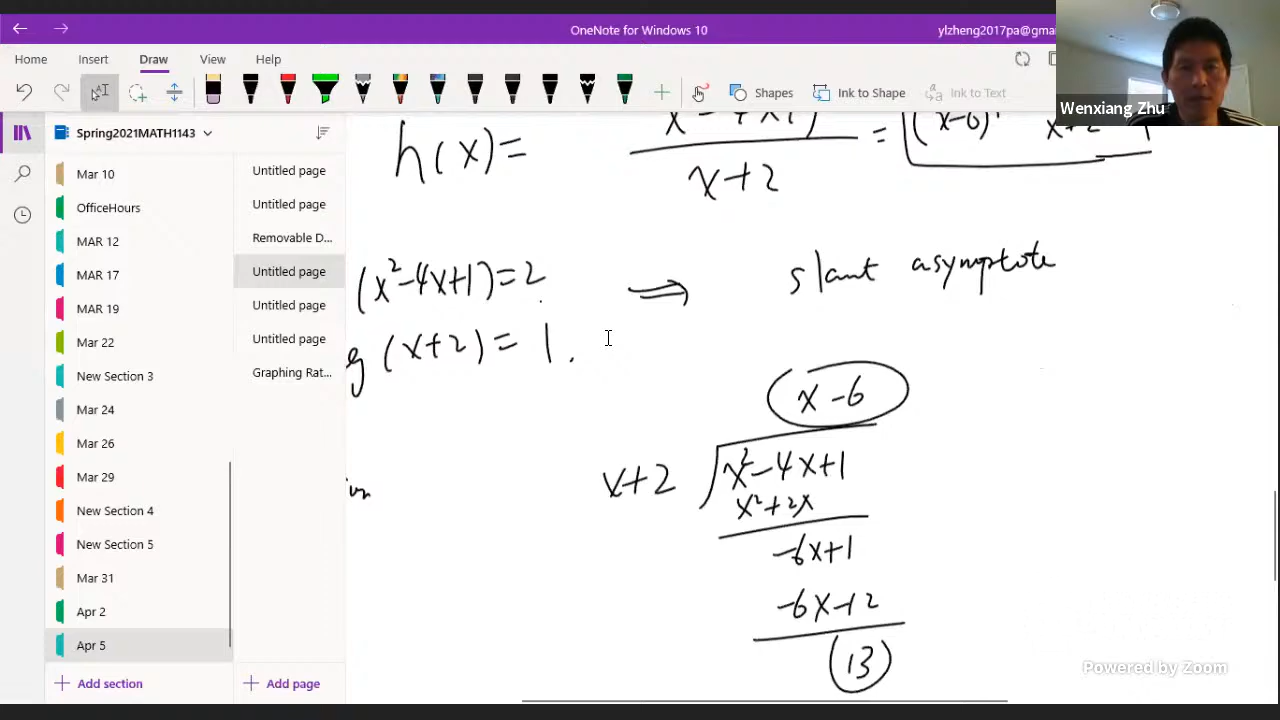 OneNote for Windows 10
ylzheng2017pa@gma
Home Insert Draw View Help
Shapes Ink to Shape Ink to Text
Wenxiang Zhu
Spring2021MATH1143
Mar 10
OfficeHours
MAR 12
MAR 17
MAR 19
Mar 22
New Section 3
Mar 24
Mar 26
Mar 29
New Section 4
New Section 5
Mar 31
Apr 2
Apr 5
Add section
Untitled page
Untitled page
Removable D...
Untitled page
Untitled page
Untitled page
Graphing Rat...
Add page
h(x)=
x+2
=
(x²-4x+1)=2
⟹ slant asymptote
g (x+2) = 1.
x-6
x+2 x²-4x+1
x²+2x
-6x+1
-6x-12
13
Powered by Zoom